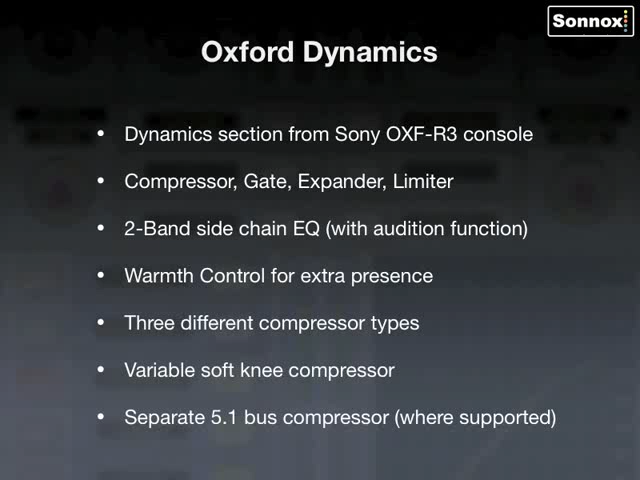 Sonnox
Oxford Dynamics
• Dynamics section from Sony OXF-R3 console
• Compressor, Gate, Expander, Limiter
• 2-Band side chain EQ (with audition function)
• Warmth Control for extra presence
• Three different compressor types
• Variable soft knee compressor
• Separate 5.1 bus compressor (where supported)